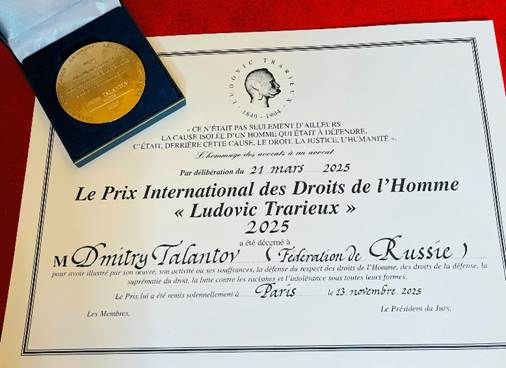 LUDOVIC TRARIEUX
1840 - 1904
« CE N'ÉTAIT PAS SEULEMENT D'AILLEURS
LA CAUSE ISOLÉE D'UN HOMME QUI ÉTAIT À DÉFENDRE,
C'ÉTAIT, DERRIÈRE CETTE CAUSE, LE DROIT, LA JUSTICE, L'HUMANITÉ ».
L'hommage des avocats à un avocat
Par délibération du 21 mars 2025
Le Prix International des Droits de l'Homme
« Ludovic Trarieux »
2025
a été décerné à
M Dmitry Talantov (Fédération de Russie)
pour avoir illustré par son œuvre, son activité ou ses souffrances, la défense du respect des droits de l'Homme, des droits de la défense, la
suprématie du droit, la lutte contre les racismes et l'intolérance sous toutes leurs formes.
Le Prix lui a été remis solennellement à Paris le 13 novembre 2025
Les Membres, Le Président du Jury,